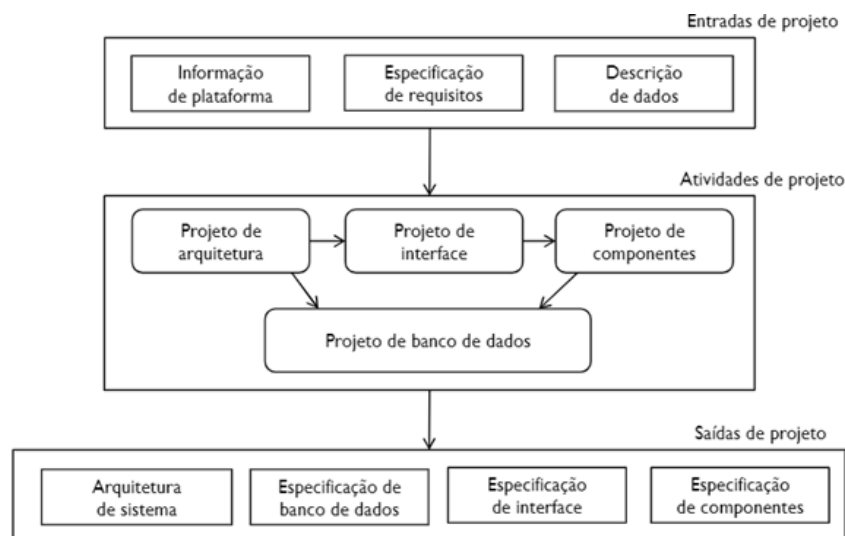 Entradas de projeto
Informação
de plataforma
Especificação
de requisitos
Descrição
de dados
Atividades de projeto
Projeto de
arquitetura
Projeto de
interface
Projeto de
componentes
Projeto de banco de dados
Saídas de projeto
Arquitetura
de sistema
Especificação de
banco de dados
Especificação
de interface
Especificação
de componentes